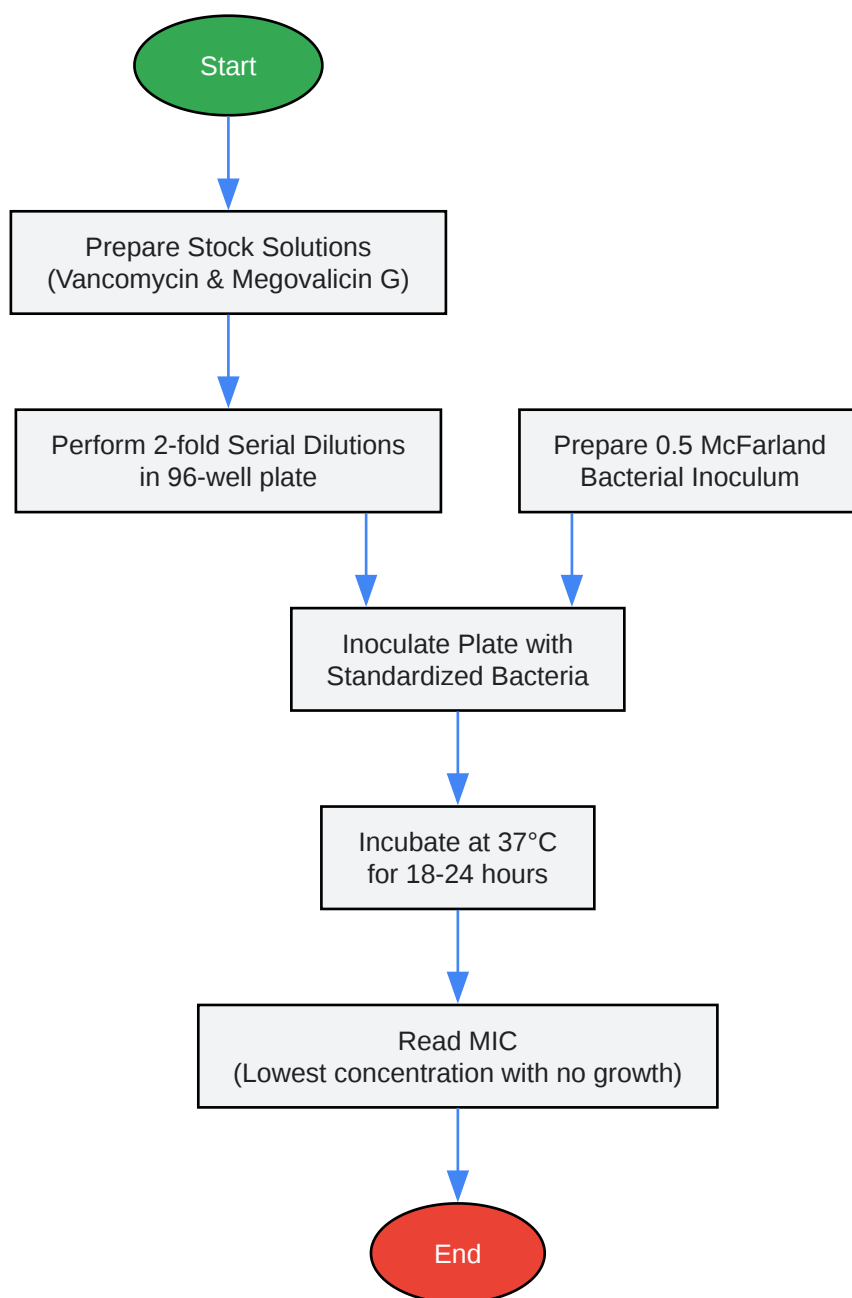 Start
Prepare Stock Solutions
(Vancomycin & Megovalicin G)
Perform 2-fold Serial Dilutions
in 96-well plate
Prepare 0.5 McFarland
Bacterial Inoculum
Inoculate Plate with
Standardized Bacteria
Incubate at 37°C
for 18-24 hours
Read MIC
(Lowest concentration with no growth)
End